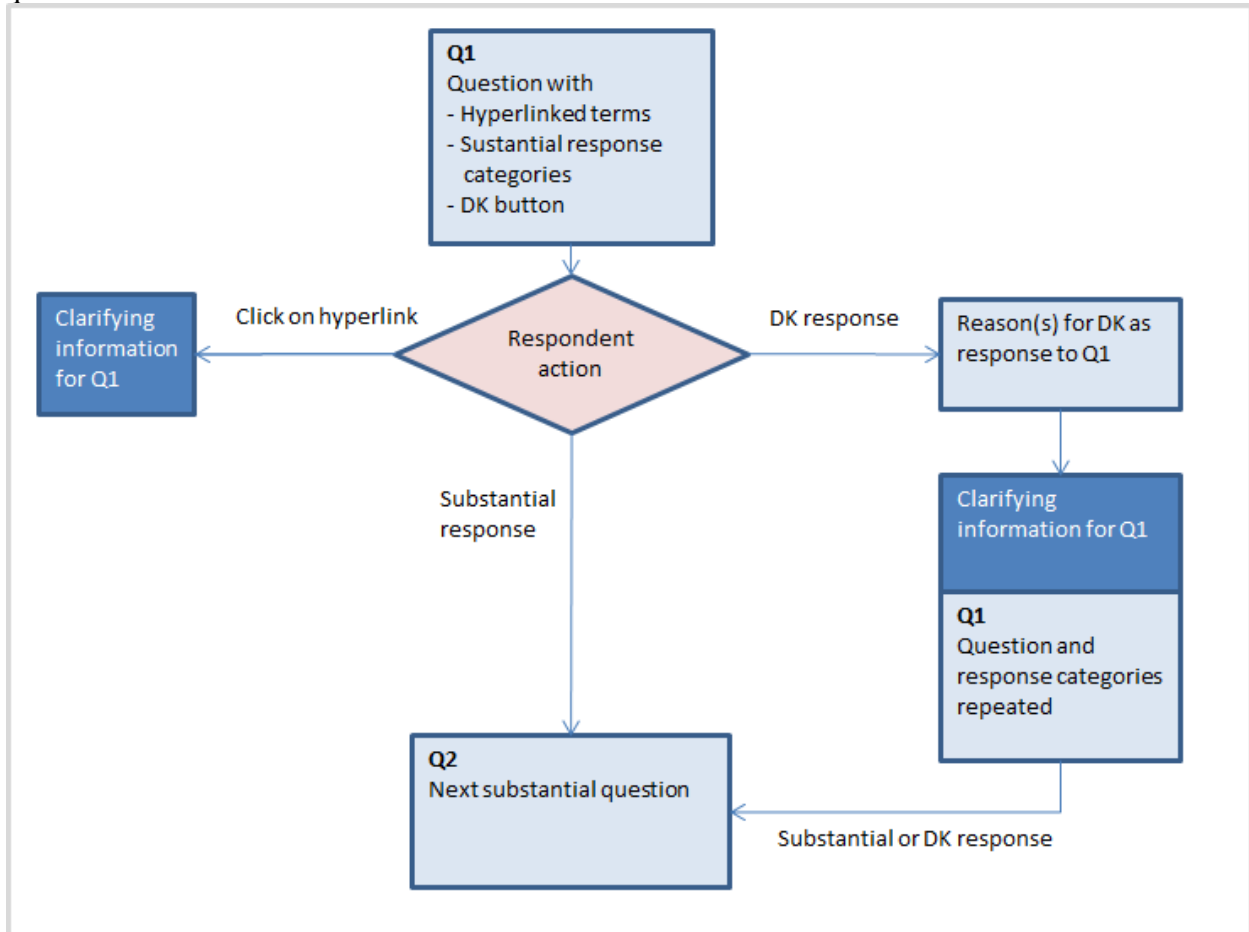 Q1
Question with
- Hyperlinked terms
- Sustantial response
categories
- DK button
Click on hyperlink
DK response
Clarifying
information
for Q1
Respondent
action
Reason(s) for DK as
response to Q1
Substantial
response
Clarifying
information for Q1
Q1
Question and
response categories
repeated
Q2
Next substantial question
Substantial or DK response